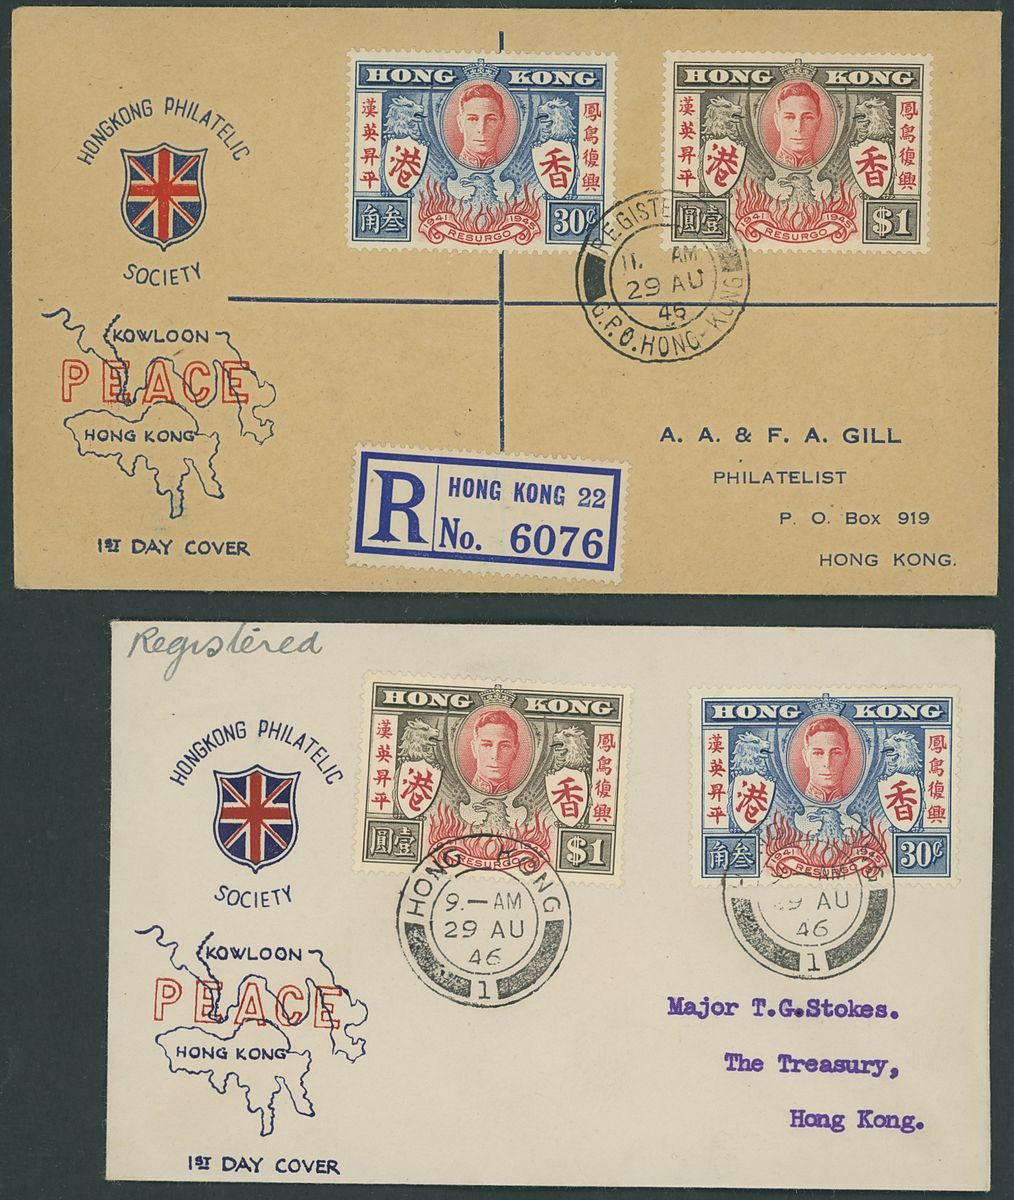 HONGKONG PHILATELIC
SOCIETY
KOWLOON
PEACE
HONG KONG
1ST DAY COVER
HONG KONG
漢英昇平
鳳鳥復興
港
香
1941
1945
RESURGO
角叁
30¢
HONG KONG
漢英昇平
鳳鳥復興
港
香
1941
1945
RESURGO
圓壹
$1
REGISTE
11. AM
29 AU
46
G.P.O. HONG-KONG
R
HONG KONG 22
No. 6076
A. A. & F. A. GILL
PHILATELIST
P. O. Box 919
HONG KONG.
Registered
HONGKONG PHILATELIC
SOCIETY
KOWLOON
PEACE
HONG KONG
1ST DAY COVER
HONG KONG
漢英昇平
鳳鳥復興
港
香
RESURGO
圓壹
$1
HONG KONG
9.— AM
29 AU
46
1
HONG KONG
漢英昇平
鳳鳥復興
港
香
1941
1945
RESURGO
角叁
30¢
AM
29 AU
46
1
Major T.G.Stokes.
The Treasury,
Hong Kong.